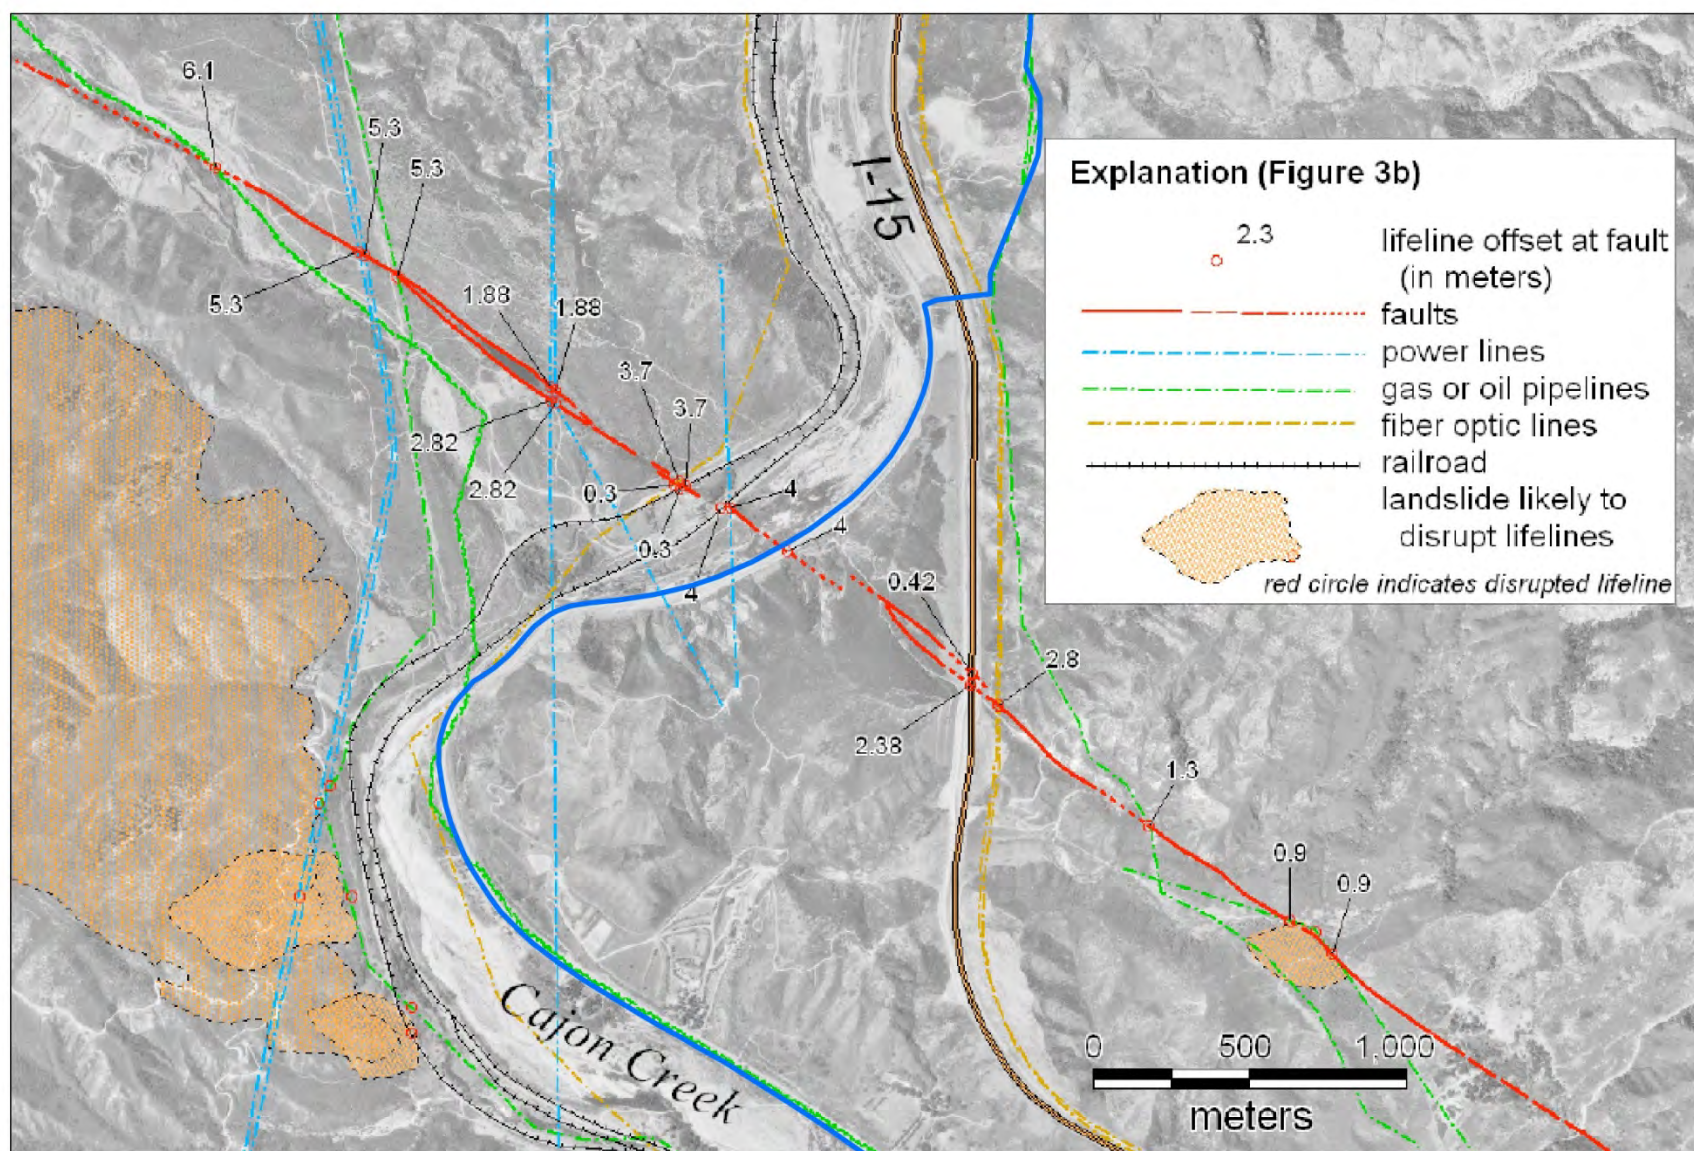 6.1
5.3
5.3
5.3
1.88
1.88
2.82
2.82
3.7
3.7
0.3
0.3
4
4
4
0.42
2.38
2.8
1.3
0.9
0.9
I-15
Cajon Creek
Explanation (Figure 3b)
2.3
lifeline offset at fault
(in meters)
faults
power lines
gas or oil pipelines
fiber optic lines
railroad
landslide likely to
disrupt lifelines
red circle indicates disrupted lifeline
0 500 1,000
meters